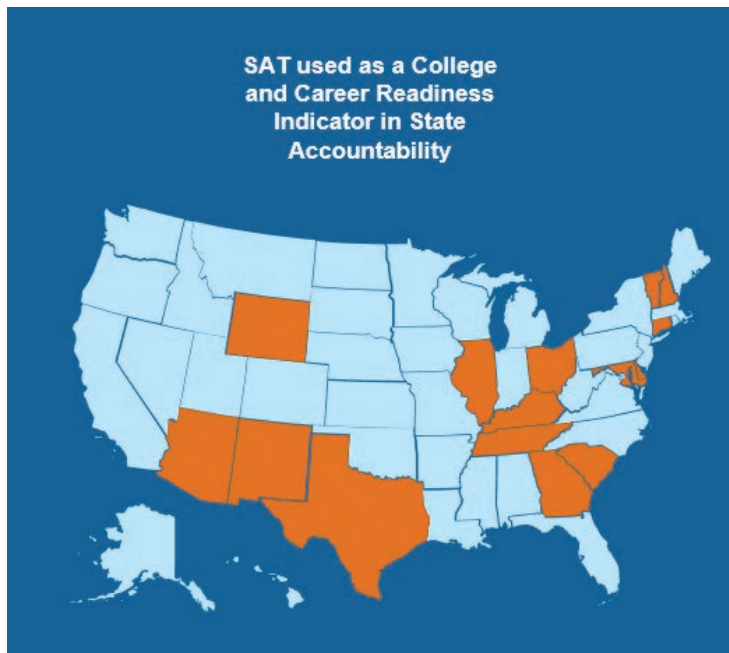 SAT used as a College
and Career Readiness
Indicator in State
Accountability